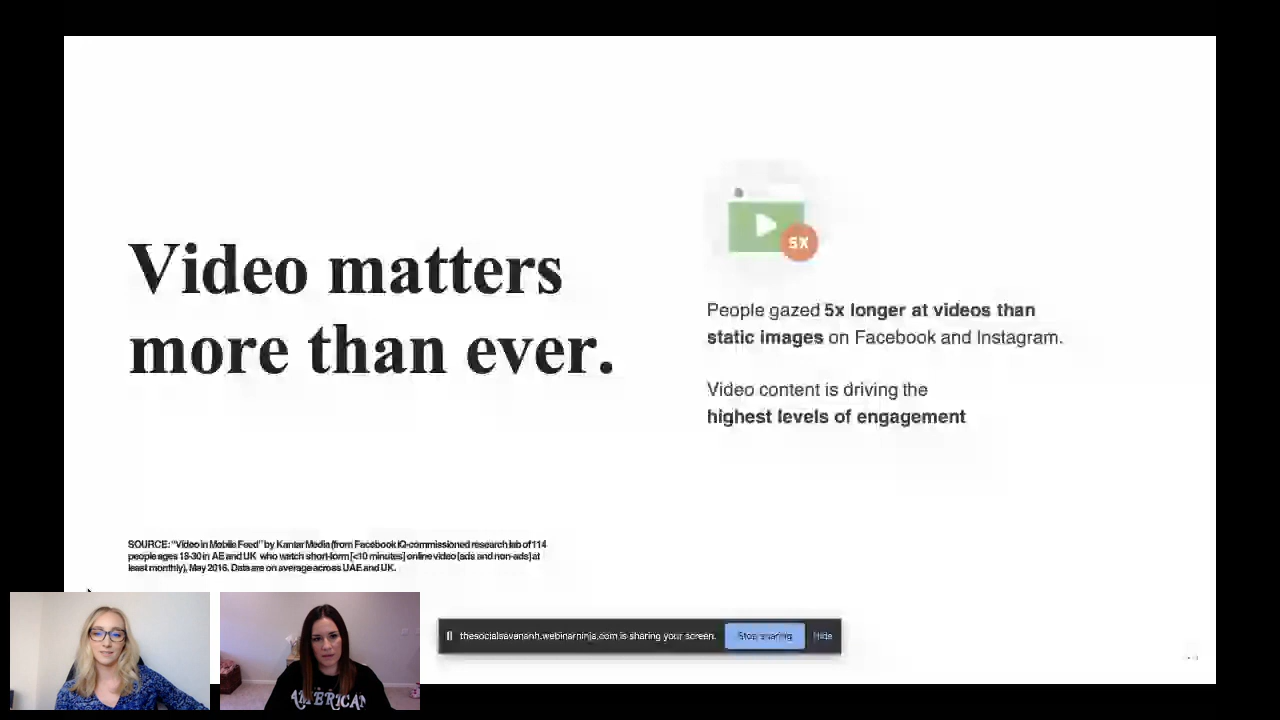 Video matters
more than ever.
5X
People gazed 5x longer at videos than
static images on Facebook and Instagram.
Video content is driving the
highest levels of engagement
SOURCE: "Video in Mobile Feed" by Kantar Media (from Facebook IQ-commissioned research lab of 114
people ages 18-30 in AE and UK who watch short-form [<10 minutes] online video [ads and non-ads] at
least monthly), May 2016. Data are on average across UAE and UK.
thesocialsavannah.webinarninja.com is sharing your screen.
Stop sharing
Hide
AMERICAN